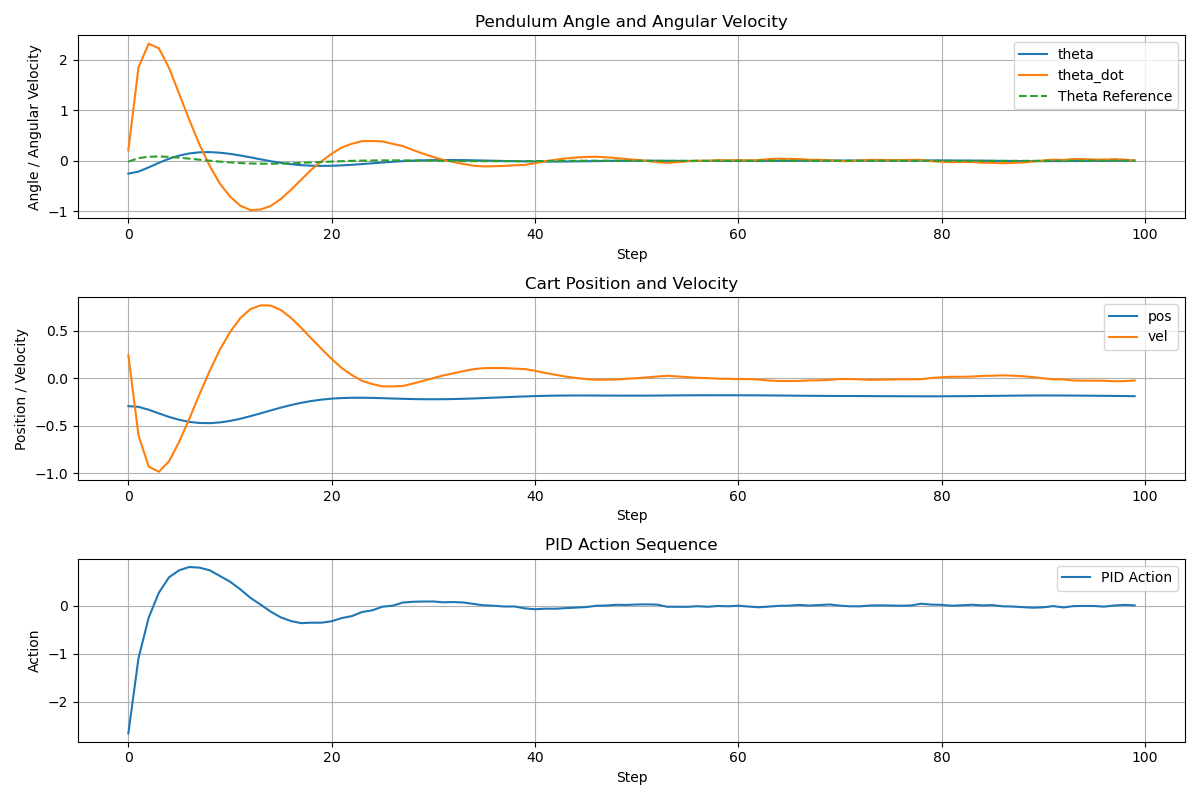 Pendulum Angle and Angular Velocity
Angle / Angular Velocity
2
1
0
−1
theta
theta_dot
Theta Reference
0
20
40
60
80
100
Step
Cart Position and Velocity
Position / Velocity
0.5
0.0
−0.5
−1.0
pos
vel
0
20
40
60
80
100
Step
PID Action Sequence
Action
0
−1
−2
PID Action
0
20
40
60
80
100
Step